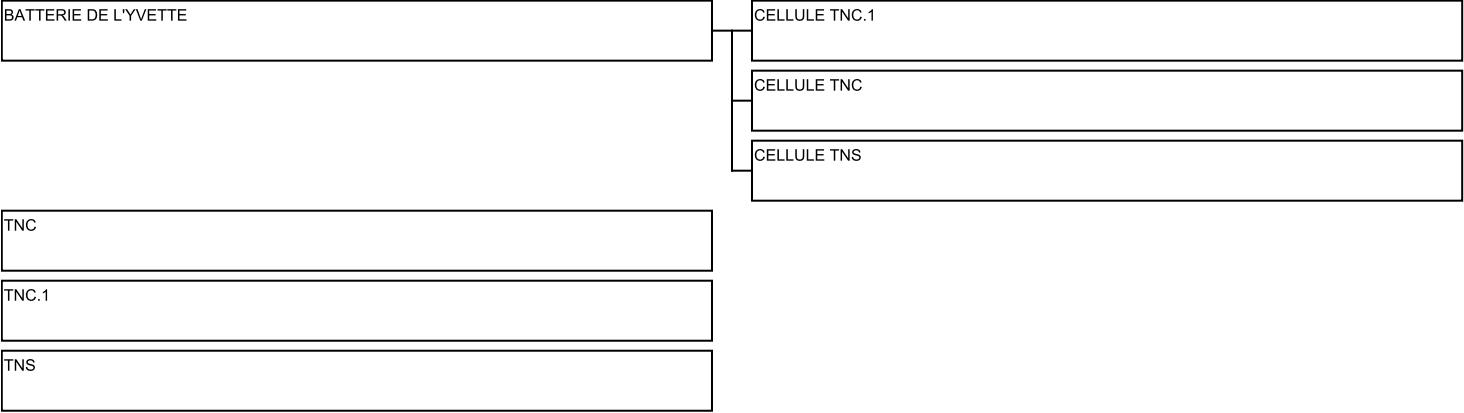 BATTERIE DE L'YVETTE
CELLULE TNC.1
CELLULE TNC
CELLULE TNS
TNC
TNC.1
TNS